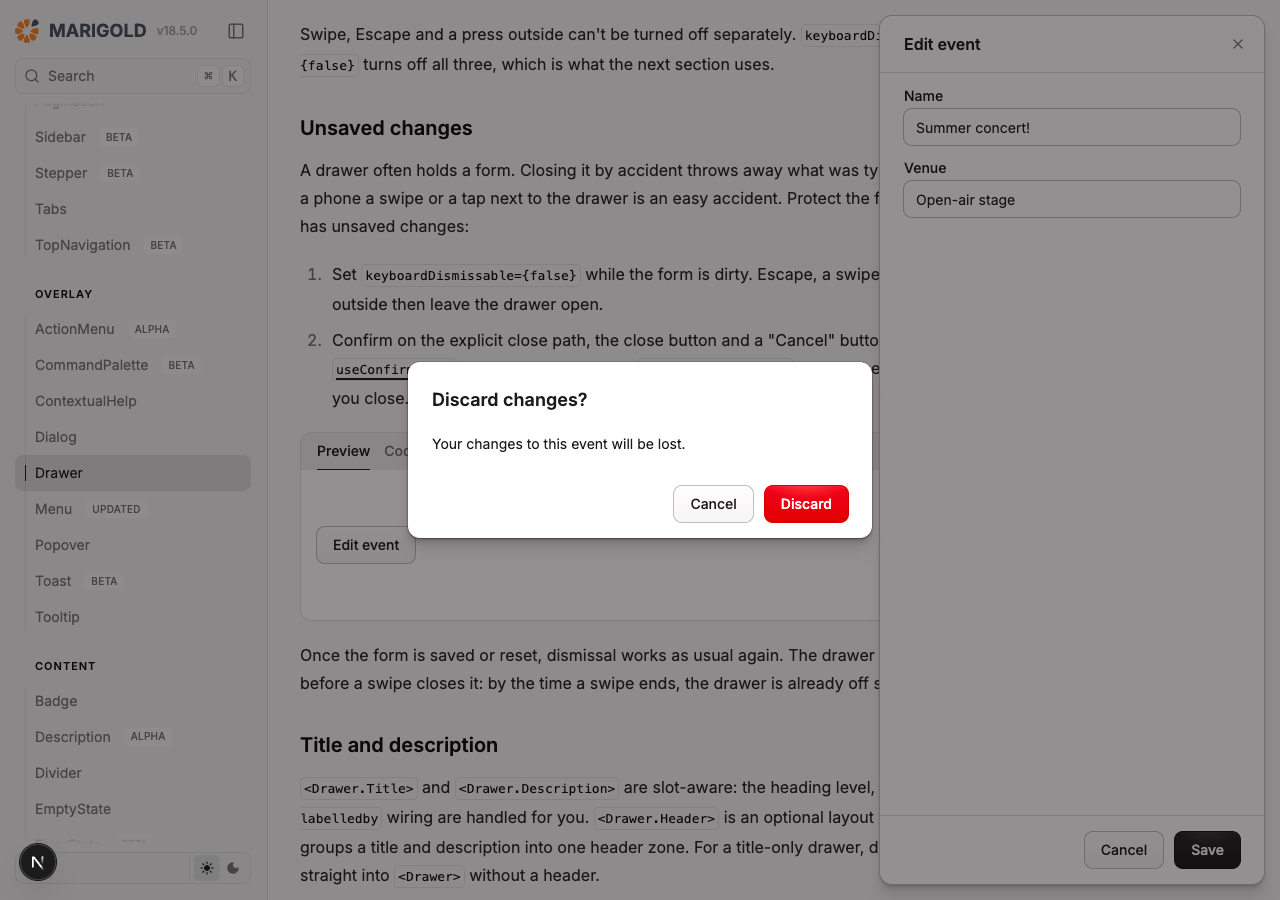 MARIGOLD v18.5.0
Search ⌘ K
Pagination
Sidebar BETA
Stepper BETA
Tabs
TopNavigation BETA
OVERLAY
ActionMenu ALPHA
CommandPalette BETA
ContextualHelp
Dialog
Drawer
Menu UPDATED
Popover
Toast BETA
Tooltip
CONTENT
Badge
Description ALPHA
Divider
EmptyState
N
Swipe, Escape and a press outside can't be turned off separately. keyboardDi
{false} turns off all three, which is what the next section uses.
Unsaved changes
A drawer often holds a form. Closing it by accident throws away what was ty
a phone a swipe or a tap next to the drawer is an easy accident. Protect the f
has unsaved changes:
1. Set keyboardDismissable={false} while the form is dirty. Escape, a swipe
outside then leave the drawer open.
2. Confirm on the explicit close path, the close button and a "Cancel" butto
useConfir
you close.
Preview Coc
Edit event
Once the form is saved or reset, dismissal works as usual again. The drawer
before a swipe closes it: by the time a swipe ends, the drawer is already off s
Title and description
<Drawer.Title> and <Drawer.Description> are slot-aware: the heading level,
labelledby wiring are handled for you. <Drawer.Header> is an optional layout
groups a title and description into one header zone. For a title-only drawer, d
straight into <Drawer> without a header.
Discard changes?
Your changes to this event will be lost.
Cancel Discard
Edit event
Name
Summer concert!
Venue
Open-air stage
Cancel Save